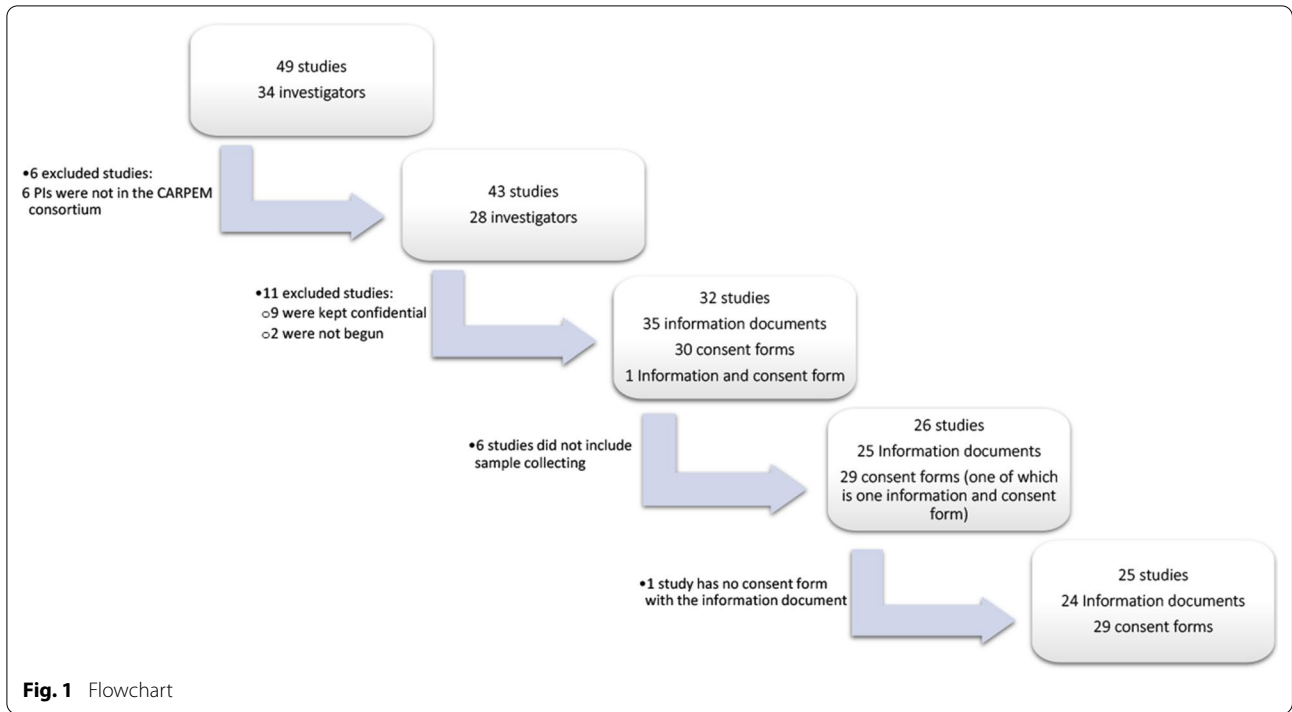 49 studies
34 investigators
•6 excluded studies:
6 PIs were not in the CARPEM
consortium
43 studies
28 investigators
•11 excluded studies:
o9 were kept confidential
o2 were not begun
32 studies
35 information documents
30 consent forms
1 Information and consent form
•6 studies did not include
sample collecting
26 studies
25 Information documents
29 consent forms (one of which
is one information and consent
form)
•1 study has no consent form
with the information document
25 studies
24 Information documents
29 consent forms
Fig. 1 Flowchart